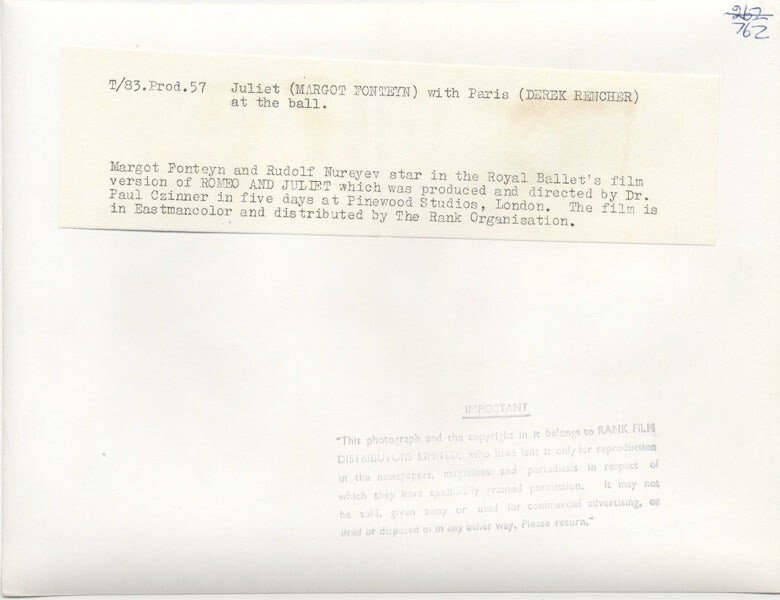 262
762
T/83.Prod.57 Juliet (MARGOT FONTEYN) with Paris (DEREK RENCHER)
at the ball.
Margot Fonteyn and Rudolf Nureyev star in the Royal Ballet's film
version of ROMEO AND JULIET which was produced and directed by Dr.
Paul Czinner in five days at Pinewood Studios, London. The film is
in Eastmancolor and distributed by The Rank Organisation.
IMPORTANT
"This photograph and the copyright in it belongs to RANK FILM
DISTRIBUTORS LIMITED, who have lent it only for reproduction
in the newspapers, magazines and periodicals in respect of
which they have specifically granted permission. It may not
be sold, given away or used for commercial advertising, or
used or disposed of in any other way. Please return."